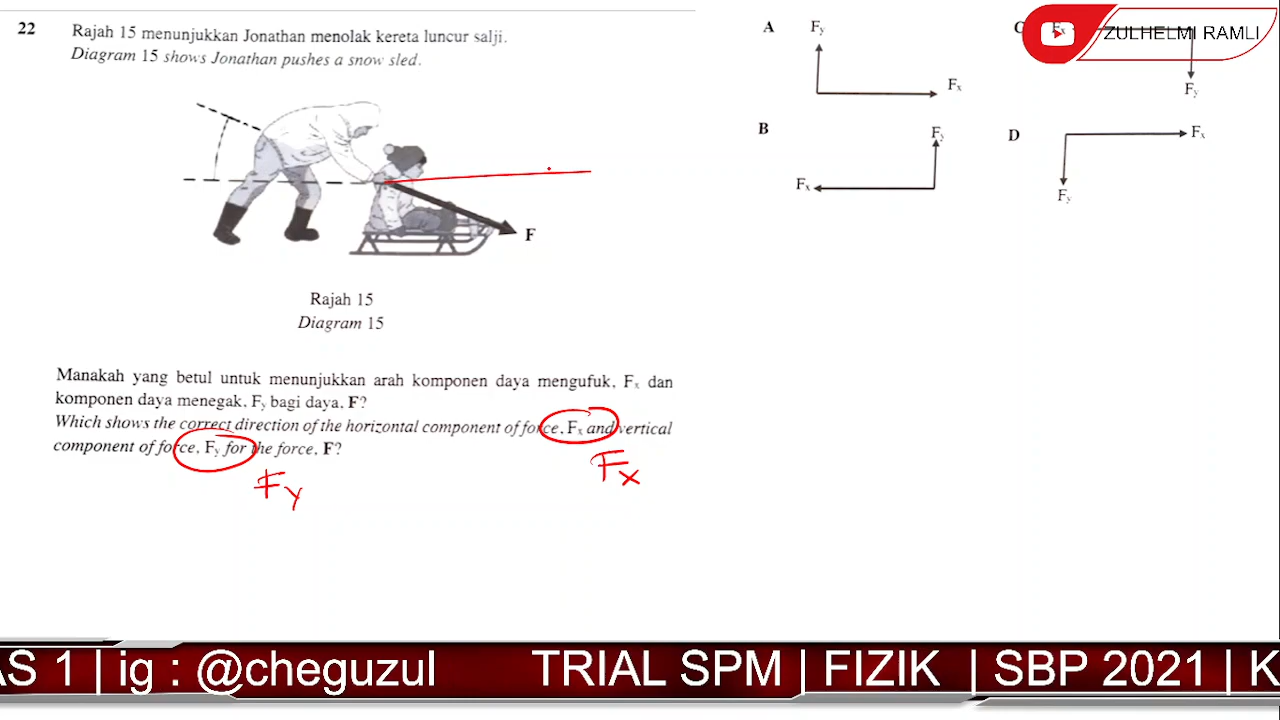 22
Rajah 15 menunjukkan Jonathan menolak kereta luncur salji.
Diagram 15 shows Jonathan pushes a snow sled.
F
Rajah 15
Diagram 15
Manakah yang betul untuk menunjukkan arah komponen daya mengufuk, Fx dan
komponen daya menegak, Fy bagi daya, F?
Which shows the correct direction of the horizontal component of force, Fx and vertical
component of force, Fy for the force, F?
Fx
Fy
A
Fy
Fx
B
Fy
Fx
C
Fx
Fy
D
Fx
Fy
ZULHELMI RAMLI
AS 1 | ig : @cheguzul TRIAL SPM | FIZIK | SBP 2021 | K